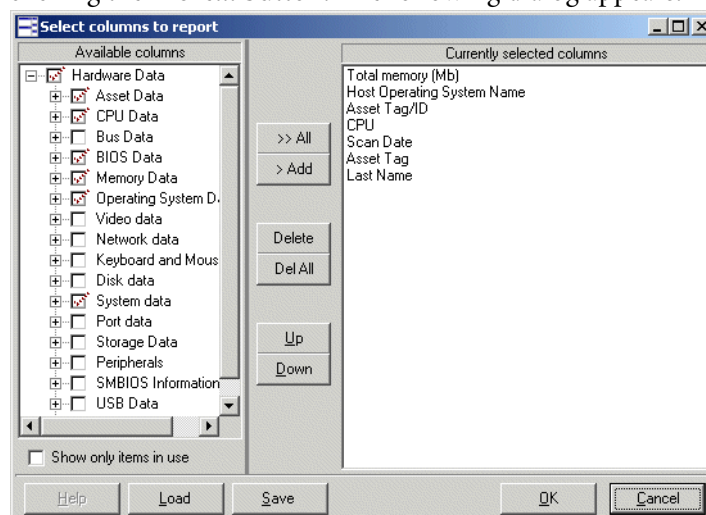 Select columns to report
Available columns
Hardware Data
Asset Data
CPU Data
Bus Data
BIOS Data
Memory Data
Operating System D
Video data
Network data
Keyboard and Mous
Disk data
System data
Port data
Storage Data
Peripherals
SMBIOS Information
USB Data
Show only items in use
>> All
> Add
Delete
Del All
Up
Down
Currently selected columns
Total memory (Mb)
Host Operating System Name
Asset Tag/ID
CPU
Scan Date
Asset Tag
Last Name
Help
Load
Save
OK
Cancel